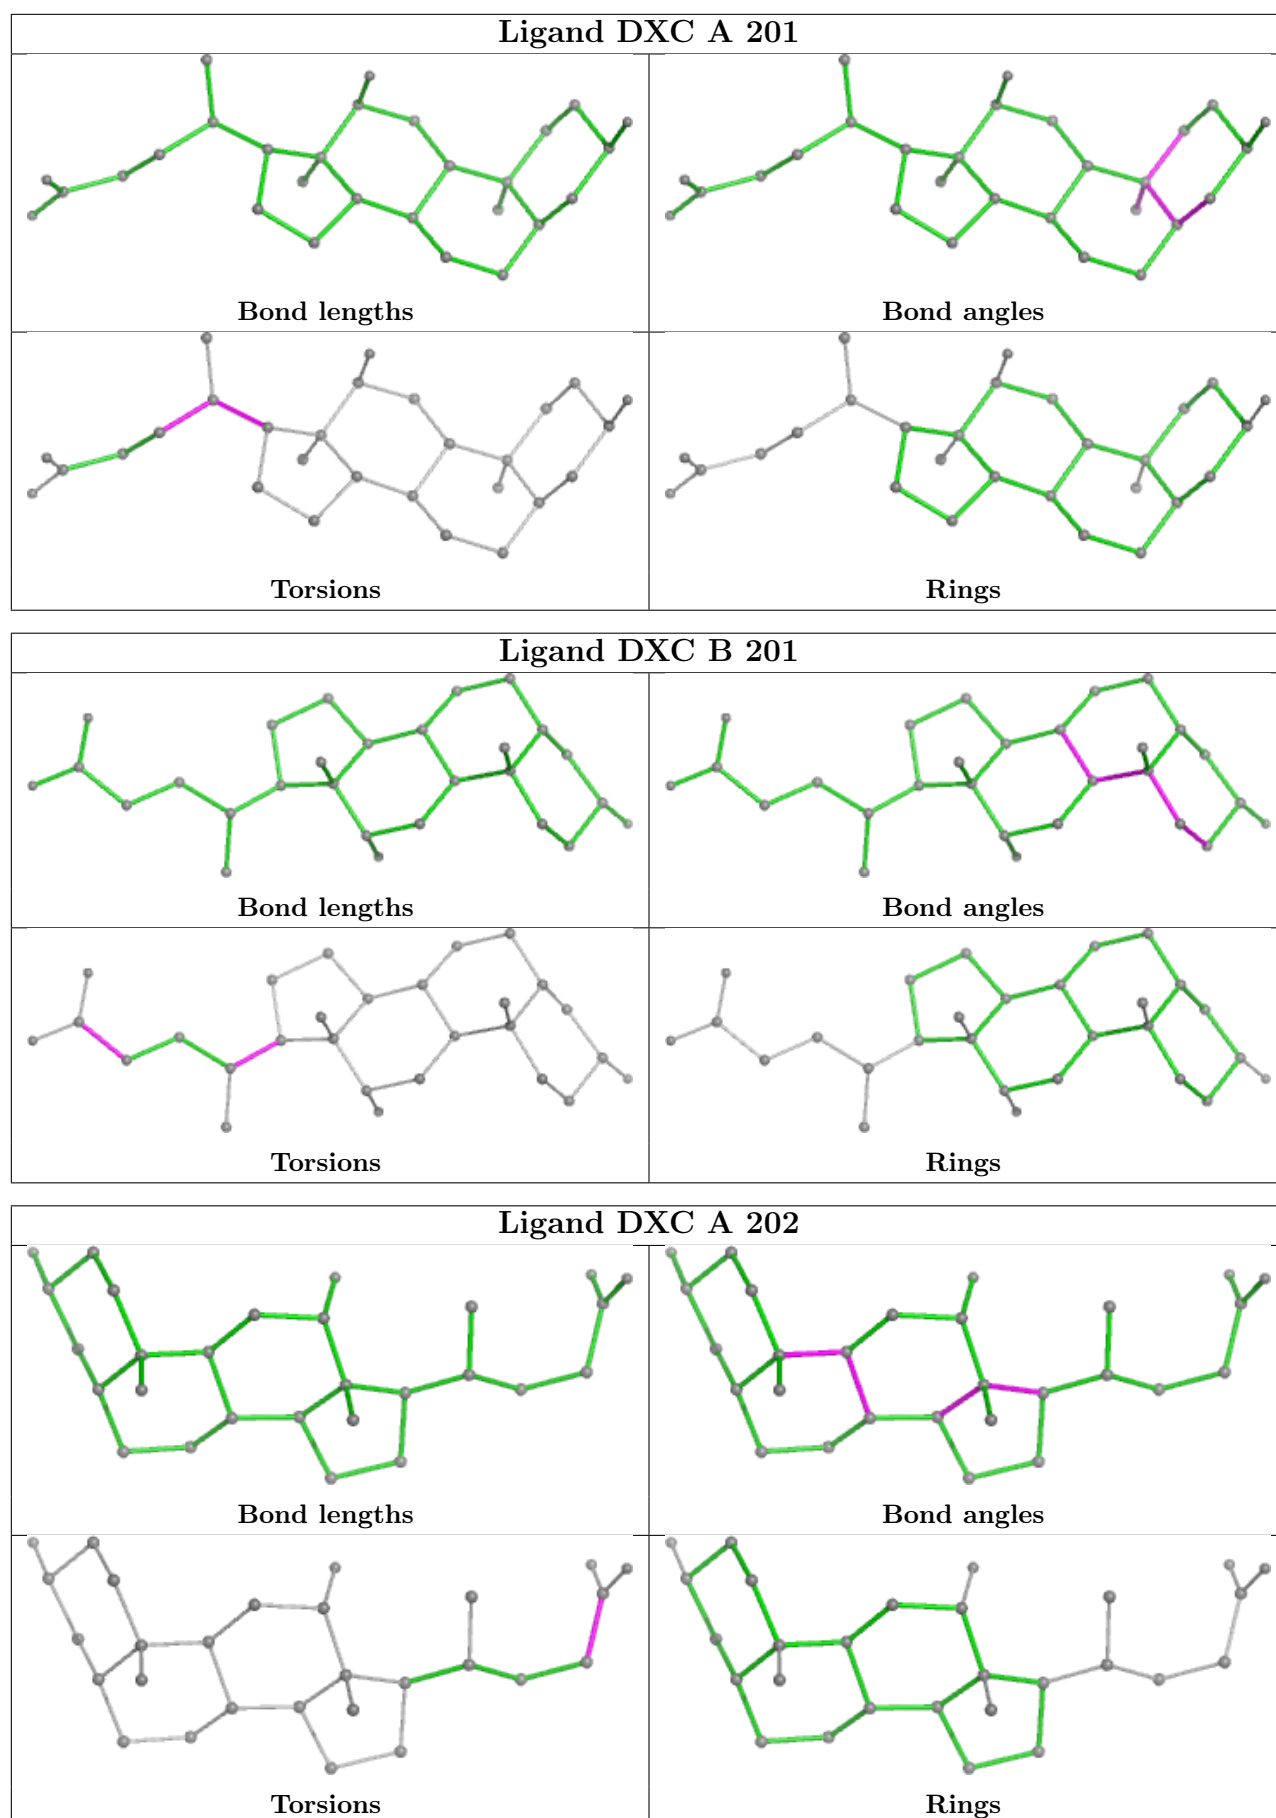 Ligand DXC A 201
Bond lengths
Bond angles
Torsions
Rings
Ligand DXC B 201
Bond lengths
Bond angles
Torsions
Rings
Ligand DXC A 202
Bond lengths
Bond angles
Torsions
Rings